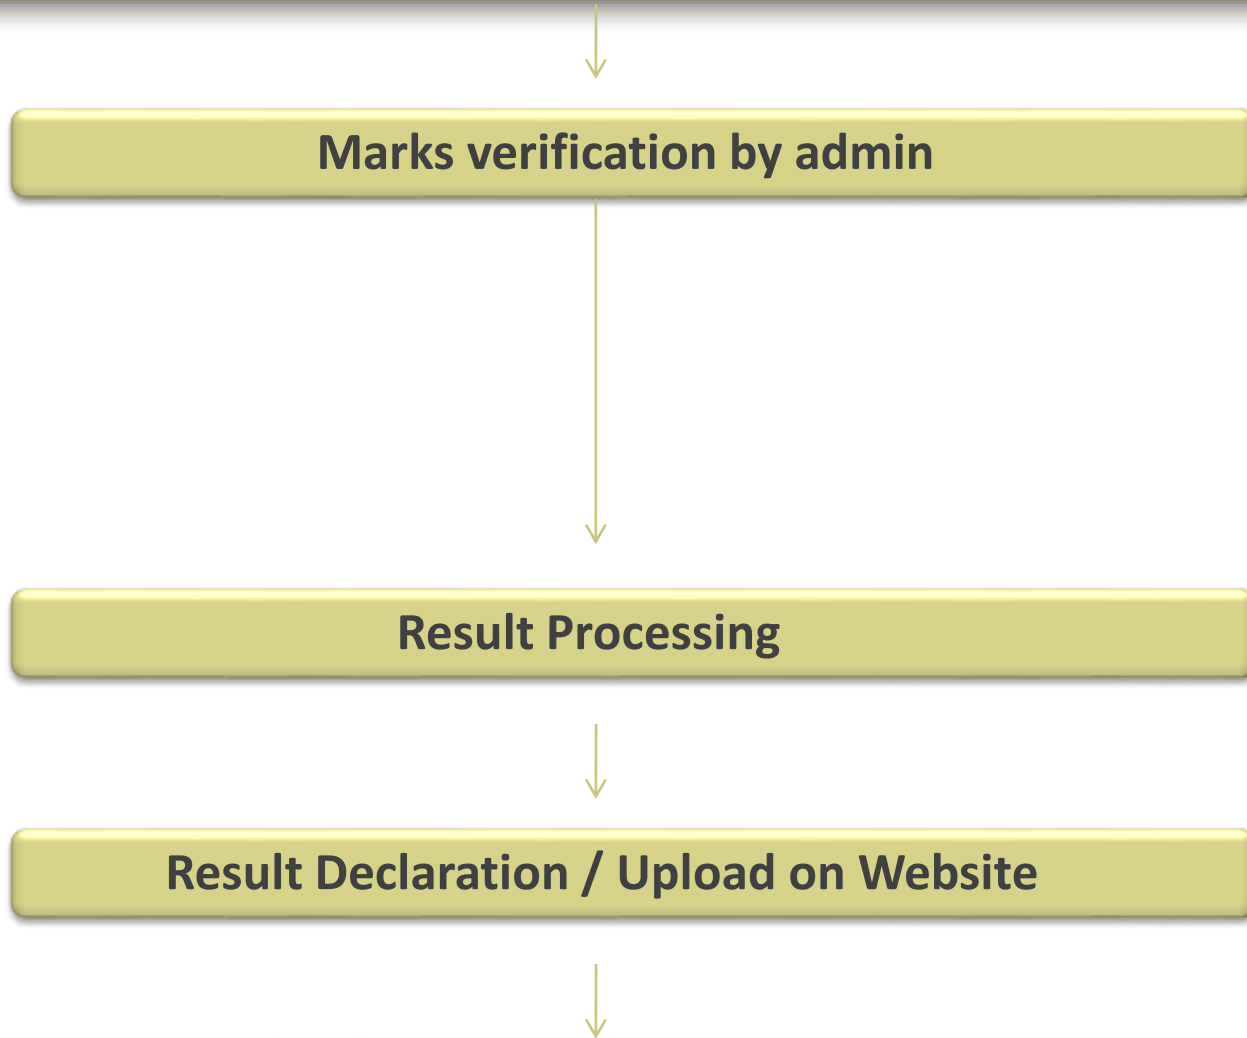 Marks verification by admin
Result Processing
Result Declaration / Upload on Website